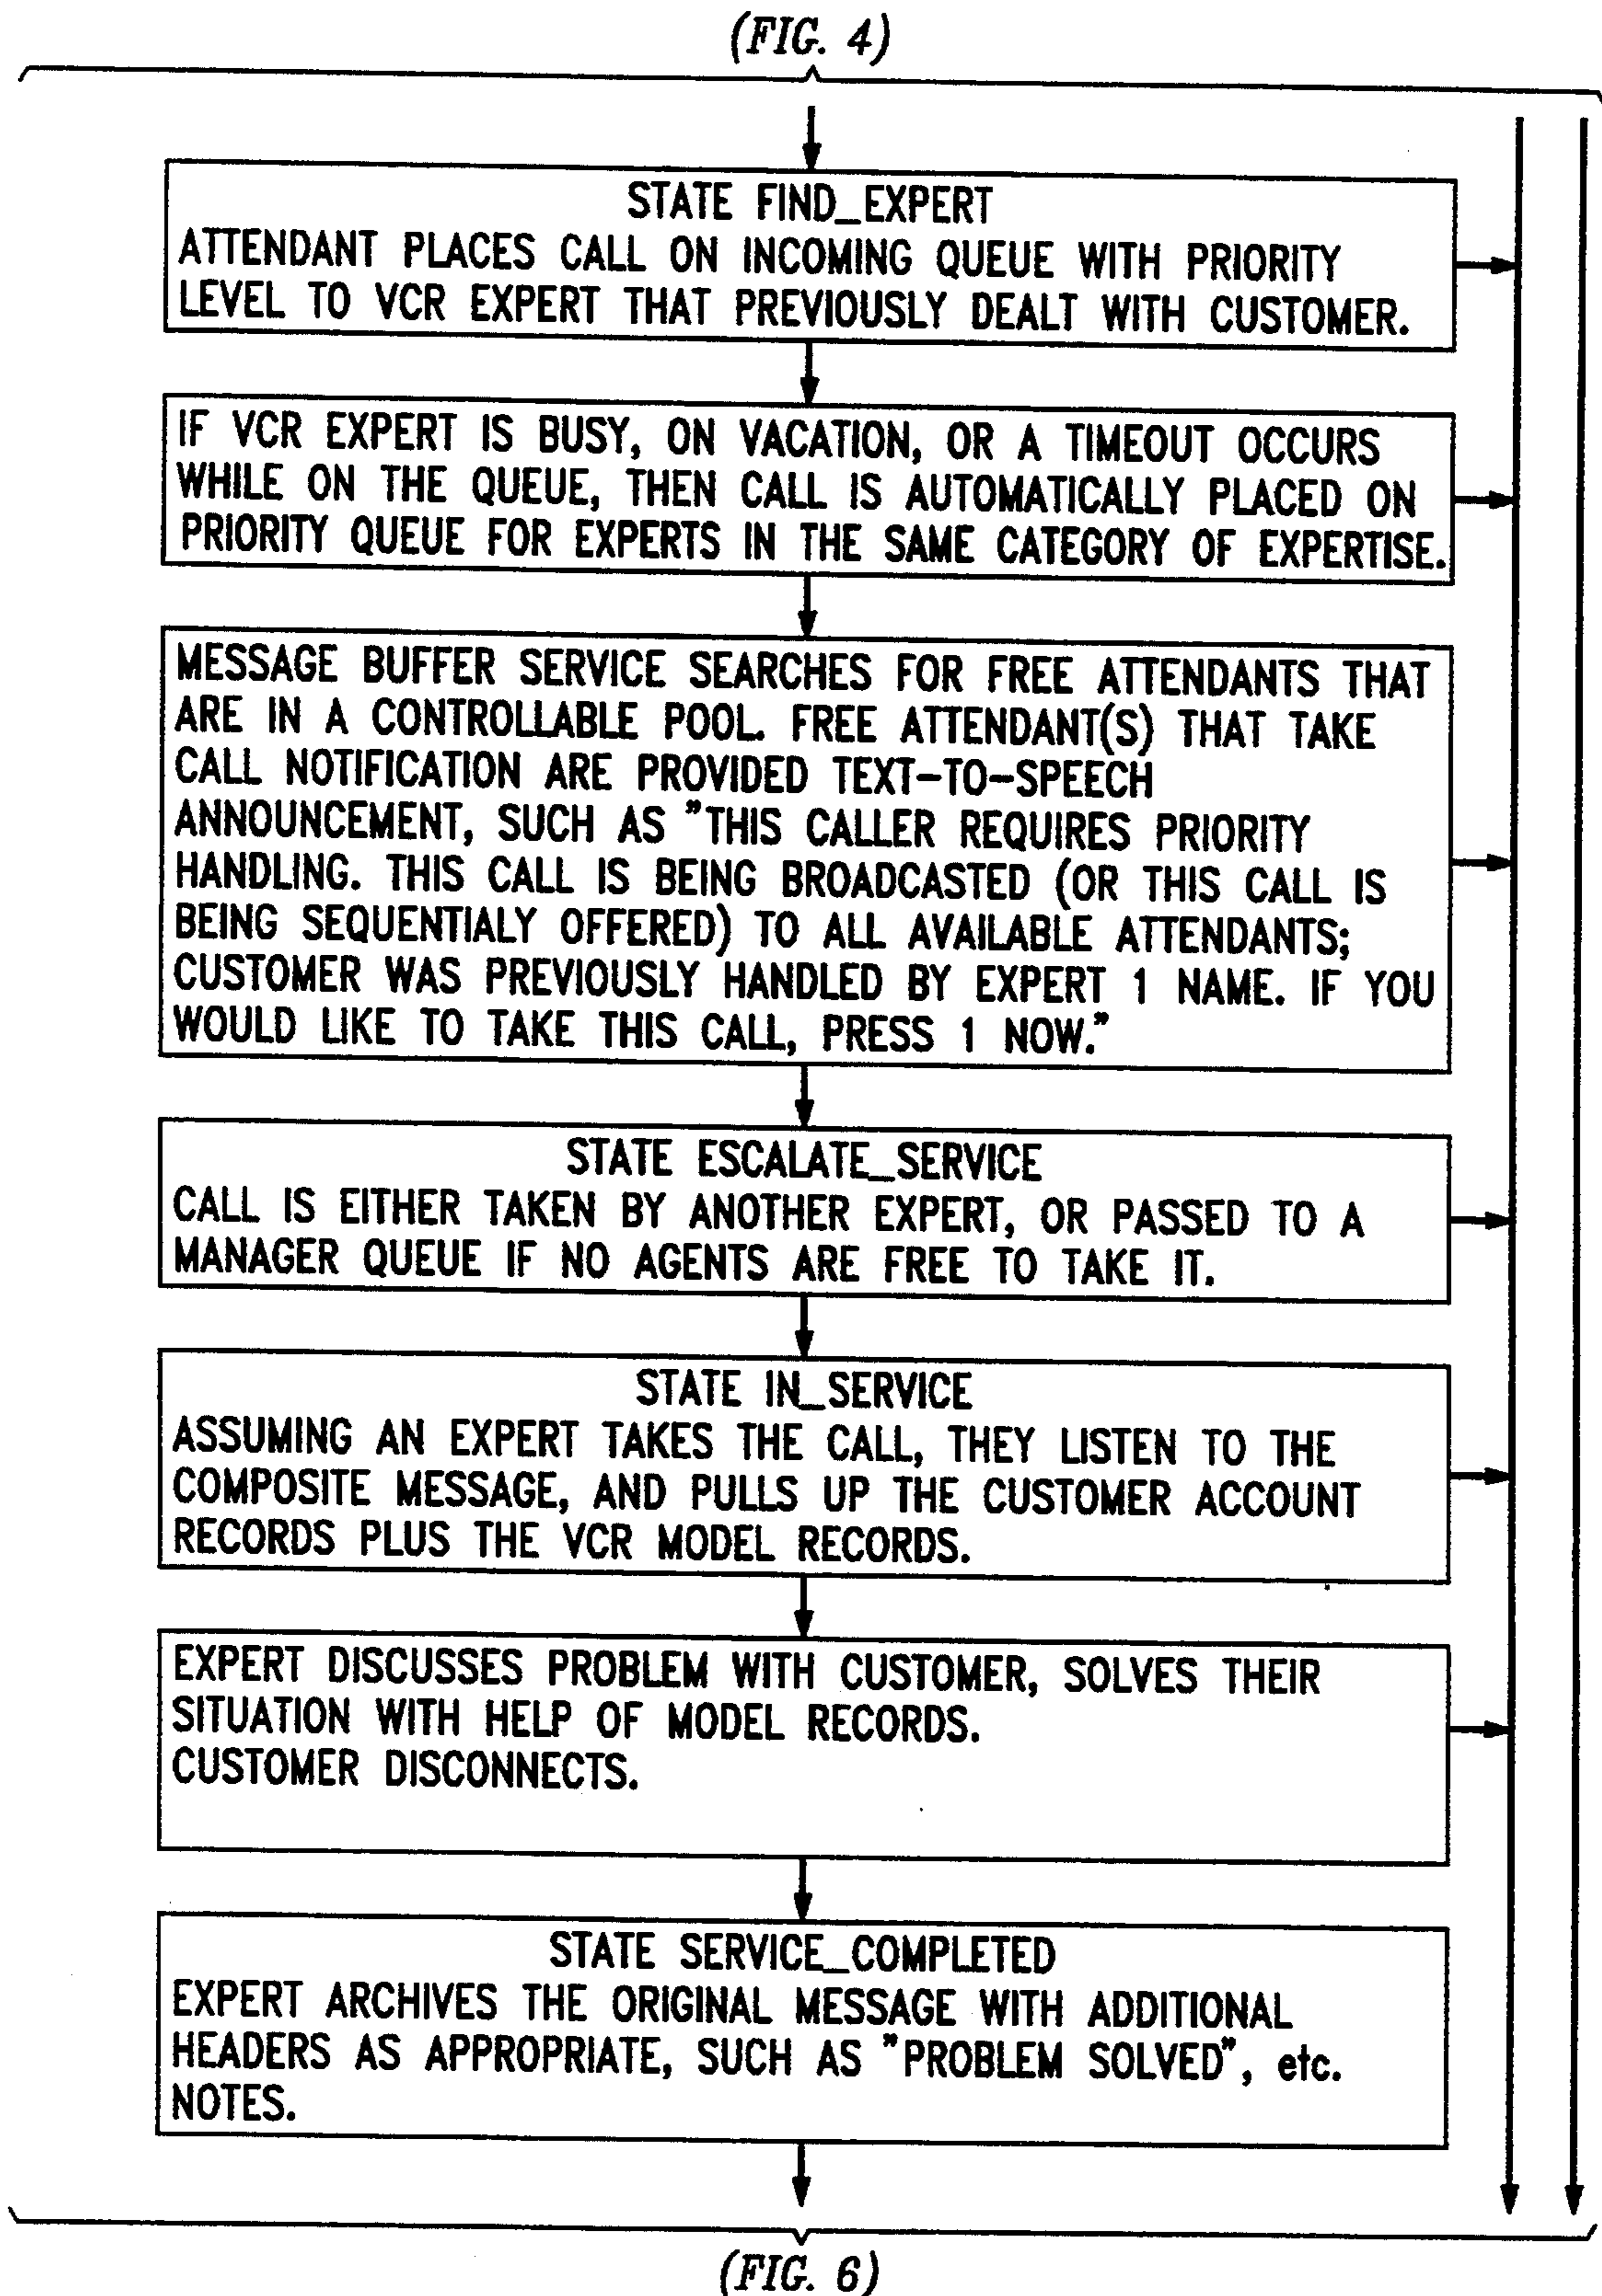 (FIG. 4)
STATE FIND_EXPERT
ATTENDANT PLACES CALL ON INCOMING QUEUE WITH PRIORITY
LEVEL TO VCR EXPERT THAT PREVIOUSLY DEALT WITH CUSTOMER.
IF VCR EXPERT IS BUSY, ON VACATION, OR A TIMEOUT OCCURS
WHILE ON THE QUEUE, THEN CALL IS AUTOMATICALLY PLACED ON
PRIORITY QUEUE FOR EXPERTS IN THE SAME CATEGORY OF EXPERTISE.
MESSAGE BUFFER SERVICE SEARCHES FOR FREE ATTENDANTS THAT
ARE IN A CONTROLLABLE POOL. FREE ATTENDANT(S) THAT TAKE
CALL NOTIFICATION ARE PROVIDED TEXT-TO-SPEECH
ANNOUNCEMENT, SUCH AS "THIS CALLER REQUIRES PRIORITY
HANDLING. THIS CALL IS BEING BROADCASTED (OR THIS CALL IS
BEING SEQUENTIALY OFFERED) TO ALL AVAILABLE ATTENDANTS;
CUSTOMER WAS PREVIOUSLY HANDLED BY EXPERT 1 NAME. IF YOU
WOULD LIKE TO TAKE THIS CALL, PRESS 1 NOW."
STATE ESCALATE_SERVICE
CALL IS EITHER TAKEN BY ANOTHER EXPERT, OR PASSED TO A
MANAGER QUEUE IF NO AGENTS ARE FREE TO TAKE IT.
STATE IN_SERVICE
ASSUMING AN EXPERT TAKES THE CALL, THEY LISTEN TO THE
COMPOSITE MESSAGE, AND PULLS UP THE CUSTOMER ACCOUNT
RECORDS PLUS THE VCR MODEL RECORDS.
EXPERT DISCUSSES PROBLEM WITH CUSTOMER, SOLVES THEIR
SITUATION WITH HELP OF MODEL RECORDS.
CUSTOMER DISCONNECTS.
STATE SERVICE_COMPLETED
EXPERT ARCHIVES THE ORIGINAL MESSAGE WITH ADDITIONAL
HEADERS AS APPROPRIATE, SUCH AS "PROBLEM SOLVED", etc.
NOTES.
(FIG. 6)